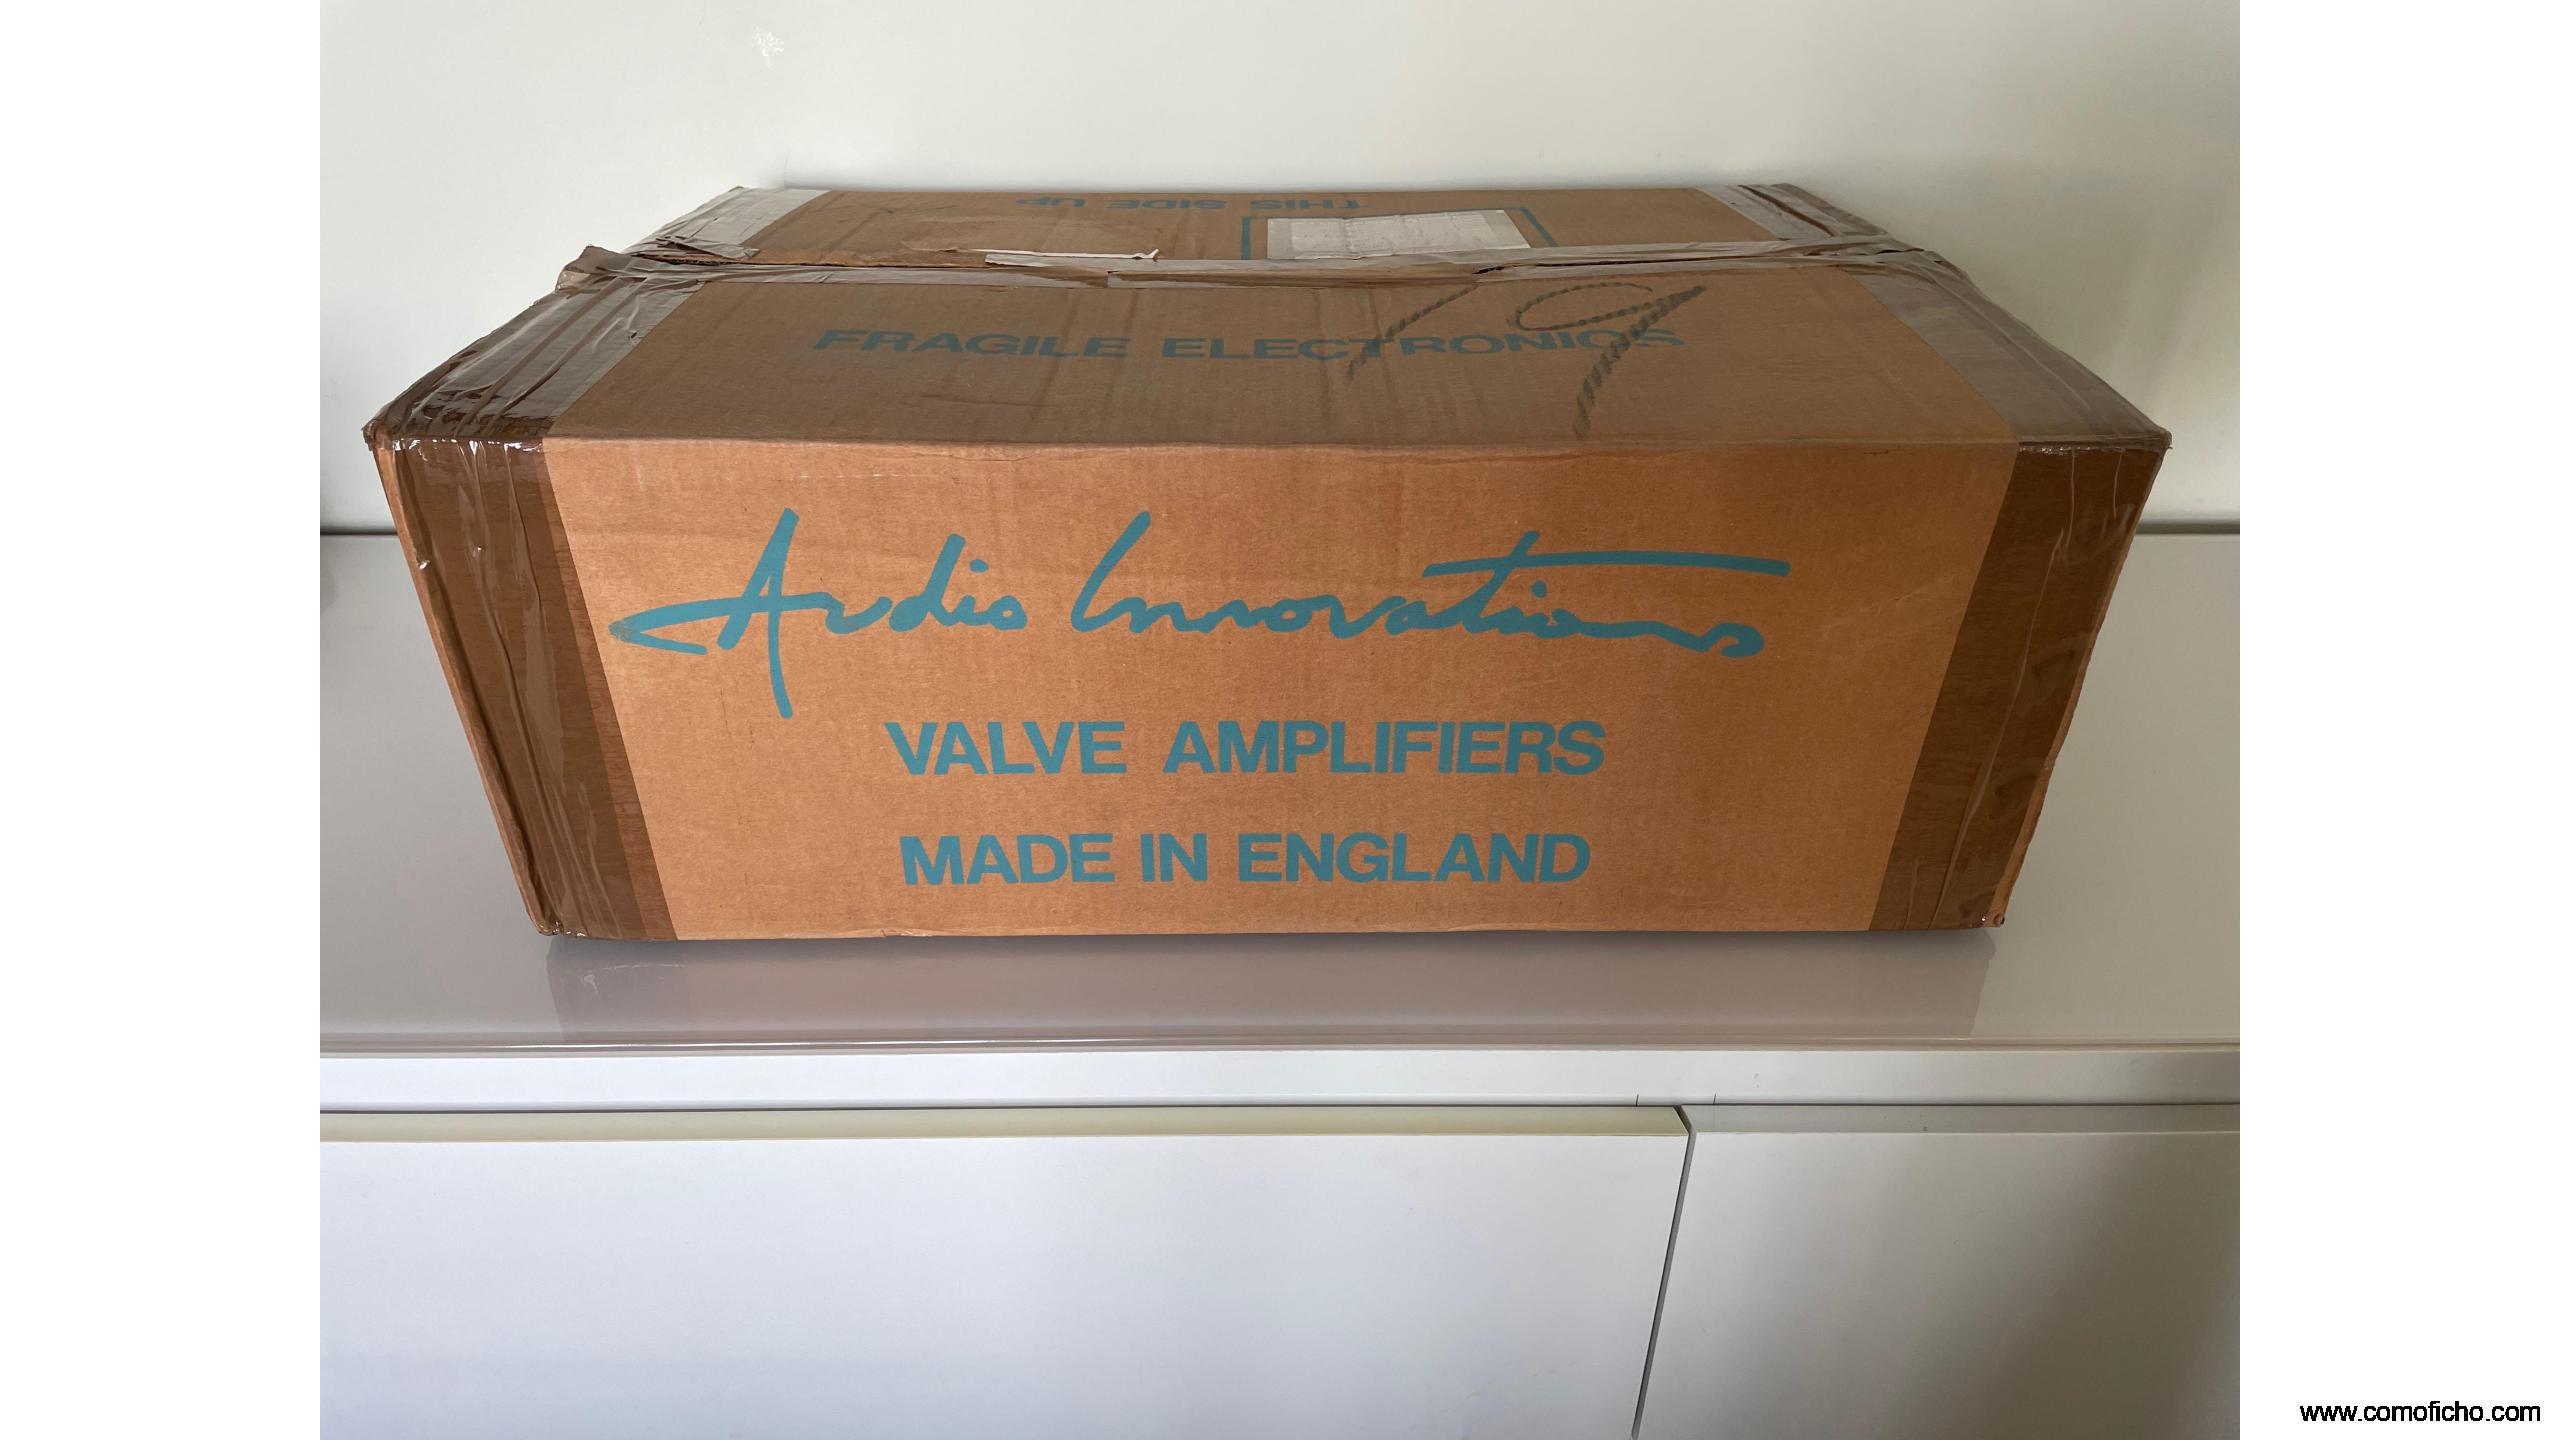 THIS SIDE UP
FRAGILE ELECTRONICS
Audio Innovations
VALVE AMPLIFIERS
MADE IN ENGLAND
www.comoficho.com